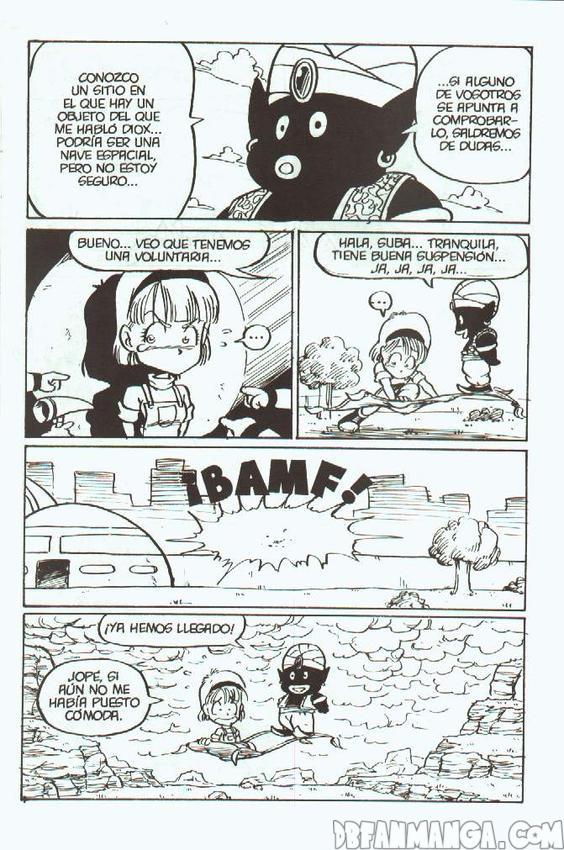 CONOZCO
UN SITIO EN
EL QUE HAY UN
OBJETO DEL QUE
ME HABLÓ DIOX...
PODRÍA SER UNA
NAVE ESPACIAL,
PERO NO ESTOY
SEGURO...
...SI ALGUNO
DE VOSOTROS
SE APUNTA A
COMPROBAR-
LO, SALDREMOS
DE DUDAS...
BUENO... VEO QUE TENEMOS
UNA VOLUNTARIA...
...
HALA, SUBA... TRANQUILA,
TIENE BUENA SUSPENSIÓN...
JA, JA, JA, JA...
...
¡BAMF!
¡YA HEMOS LLEGADO!
JOPE, SI
AÚN NO ME
HABÍA PUESTO
CÓMODA.
DBFANMANGA.COM